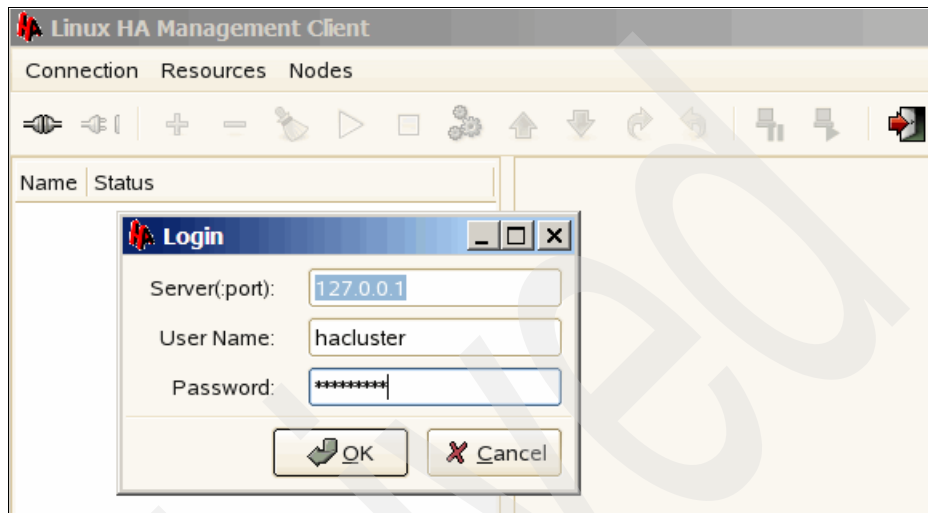 Linux HA Management Client
Connection Resources Nodes
Name Status
Login
Server(:port): 127.0.0.1
User Name: hacluster
Password: *********
OK Cancel